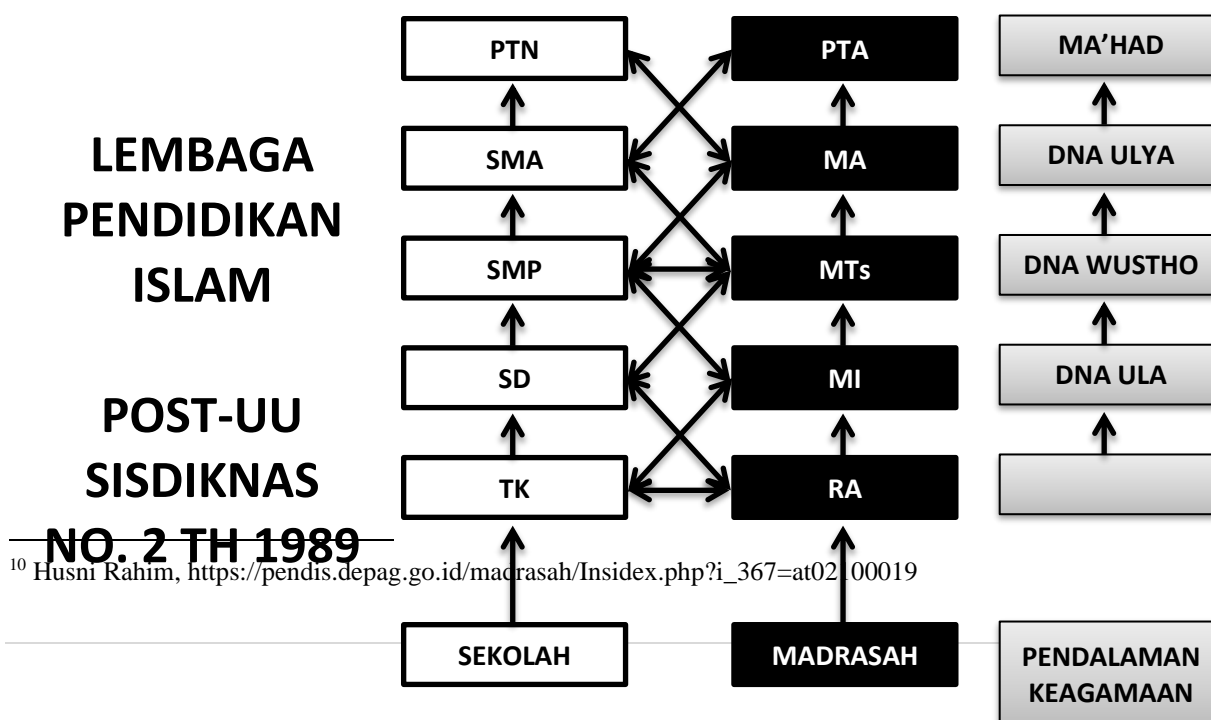 PTN
PTA
MA’HAD
LEMBAGA
PENDIDIKAN
ISLAM
SMA
MA
DNA ULYA
SMP
MTs
DNA WUSTHO
SD
MI
DNA ULA
POST-UU
SISDIKNAS
NO. 2 TH 1989
TK
RA
10 Husni Rahim, https://pendis.depag.go.id/madrasah/Insidex.php?i_367=at02100019
SEKOLAH
MADRASAH
PENDALAMAN
KEAGAMAAN